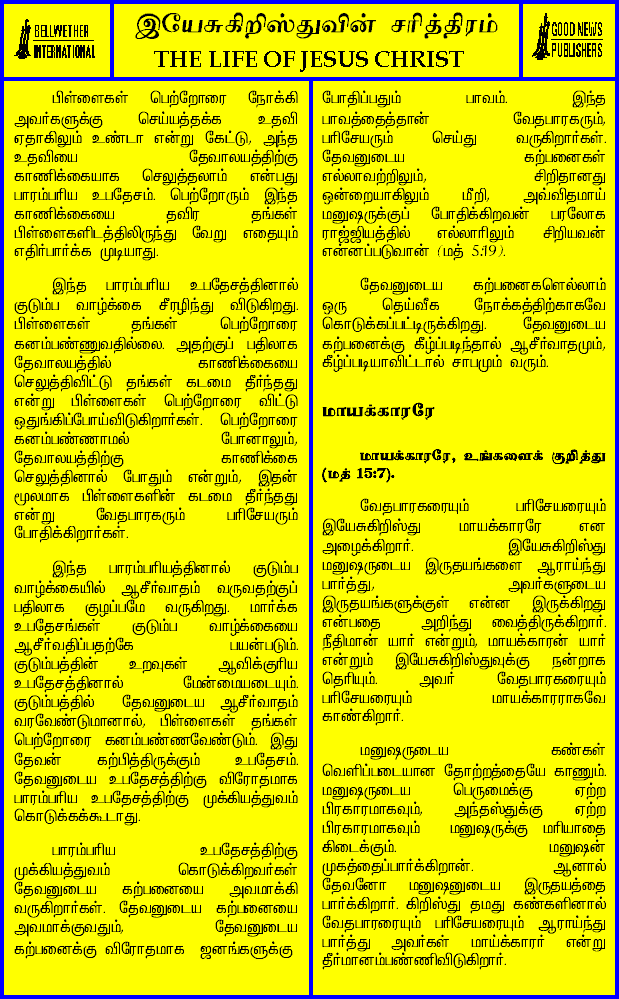 BELLWETHER
INTERNATIONAL
இயேசுகிறிஸ்துவின் சரித்திரம்
THE LIFE OF JESUS CHRIST
GOOD NEWS
PUBLISHERS
பிள்ளைகள் பெற்றோரை நோக்கி
அவர்களுக்கு செய்யத்தக்க உதவி
ஏதாகிலும் உண்டா என்று கேட்டு, அந்த
உதவியை தேவாலயத்திற்கு
காணிக்கையாக செலுத்தலாம் என்பது
பாரம்பரிய உபதேசம். பெற்றோரும் இந்த
காணிக்கையை தவிர தங்கள்
பிள்ளைகளிடத்திலிருந்து வேறு எதையும்
எதிர்பார்க்க முடியாது.
இந்த பாரம்பரிய உபதேசத்தினால்
குடும்ப வாழ்க்கை சீரழிந்து விடுகிறது.
பிள்ளைகள் தங்கள் பெற்றோரை
கனம்பண்ணுவதில்லை. அதற்குப் பதிலாக
தேவாலயத்தில் காணிக்கையை
செலுத்திவிட்டு தங்கள் கடமை தீர்ந்தது
என்று பிள்ளைகள் பெற்றோரை விட்டு
ஒதுங்கிப்போய்விடுகிறார்கள். பெற்றோரை
கனம்பண்ணாமல் போனாலும்,
தேவாலயத்திற்கு காணிக்கை
செலுத்தினால் போதும் என்றும், இதன்
மூலமாக பிள்ளைகளின் கடமை தீர்ந்தது
என்று வேதபாரகரும் பரிசேயரும்
போதிக்கிறார்கள்.
இந்த பாரம்பரியத்தினால் குடும்ப
வாழ்க்கையில் ஆசீர்வாதம் வருவதற்குப்
பதிலாக குழப்பமே வருகிறது. மார்க்க
உபதேசங்கள் குடும்ப வாழ்க்கையை
ஆசீர்வதிப்பதற்கே பயன்படும்.
குடும்பத்தின் உறவுகள் ஆவிக்குரிய
உபதேசத்தினால் மேன்மையடையும்.
குடும்பத்தில் தேவனுடைய ஆசீர்வாதம்
வரவேண்டுமானால், பிள்ளைகள் தங்கள்
பெற்றோரை கனம்பண்ணவேண்டும். இது
தேவன் கற்பித்திருக்கும் உபதேசம்.
தேவனுடைய உபதேசத்திற்கு விரோதமாக
பாரம்பரிய உபதேசத்திற்கு முக்கியத்துவம்
கொடுக்கக்கூடாது.
பாரம்பரிய உபதேசத்திற்கு
முக்கியத்துவம் கொடுக்கிறவர்கள்
தேவனுடைய கற்பனையை அவமாக்கி
வருகிறார்கள். தேவனுடைய கற்பனையை
அவமாக்குவதும், தேவனுடைய
கற்பனைக்கு விரோதமாக ஜனங்களுக்கு
போதிப்பதும் பாவம். இந்த
பாவத்தைத்தான் வேதபாரகரும்,
பரிசேயரும் செய்து வருகிறார்கள்.
தேவனுடைய கற்பனைகள்
எல்லாவற்றிலும், சிறிதானது
ஒன்றையாகிலும் மீறி, அவ்விதமாய்
மனுஷருக்குப் போதிக்கிறவன் பரலோக
ராஜ்ஜியத்தில் எல்லாரிலும் சிறியவன்
என்னப்படுவான் (மத் 5:19).
தேவனுடைய கற்பனைகளெல்லாம்
ஒரு தெய்வீக நோக்கத்திற்காகவே
கொடுக்கப்பட்டிருக்கிறது. தேவனுடைய
கற்பனைக்கு கீழ்ப்படிந்தால் ஆசீர்வாதமும்,
கீழ்ப்படியாவிட்டால் சாபமும் வரும்.
மாயக்காரரே
மாயக்காரரே, உங்களைக் குறித்து
(மத் 15:7).
வேதபாரகரையும் பரிசேயரையும்
இயேசுகிறிஸ்து மாயக்காரரே என
அழைக்கிறார். இயேசுகிறிஸ்து
மனுஷருடைய இருதயங்களை ஆராய்ந்து
பார்த்து, அவர்களுடைய
இருதயங்களுக்குள் என்ன இருக்கிறது
என்பதை அறிந்து வைத்திருக்கிறார்.
நீதிமான் யார் என்றும், மாயக்காரன் யார்
என்றும் இயேசுகிறிஸ்துவுக்கு நன்றாக
தெரியும். அவர் வேதபாரகரையும்
பரிசேயரையும் மாயக்காரராகவே
காண்கிறார்.
மனுஷருடைய கண்கள்
வெளிப்படையான தோற்றத்தையே காணும்.
மனுஷருடைய பெருமைக்கு ஏற்ற
பிரகாரமாகவும், அந்தஸ்துக்கு ஏற்ற
பிரகாரமாகவும் மனுஷருக்கு மரியாதை
கிடைக்கும். மனுஷன்
முகத்தைப்பார்க்கிறான். ஆனால்
தேவனோ மனுஷனுடைய இருதயத்தை
பார்க்கிறார். கிறிஸ்து தமது கண்களினால்
வேதபாரரையும் பரிசேயரையும் ஆராய்ந்து
பார்த்து அவர்கள் மாய்க்காரர் என்று
தீர்மானம்பண்ணிவிடுகிறார்.